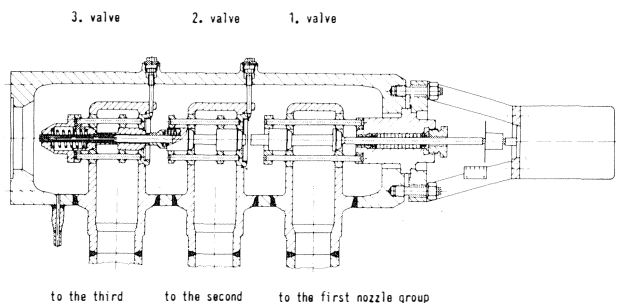 3. valve 2. valve 1. valve
to the third to the second to the first nozzle group